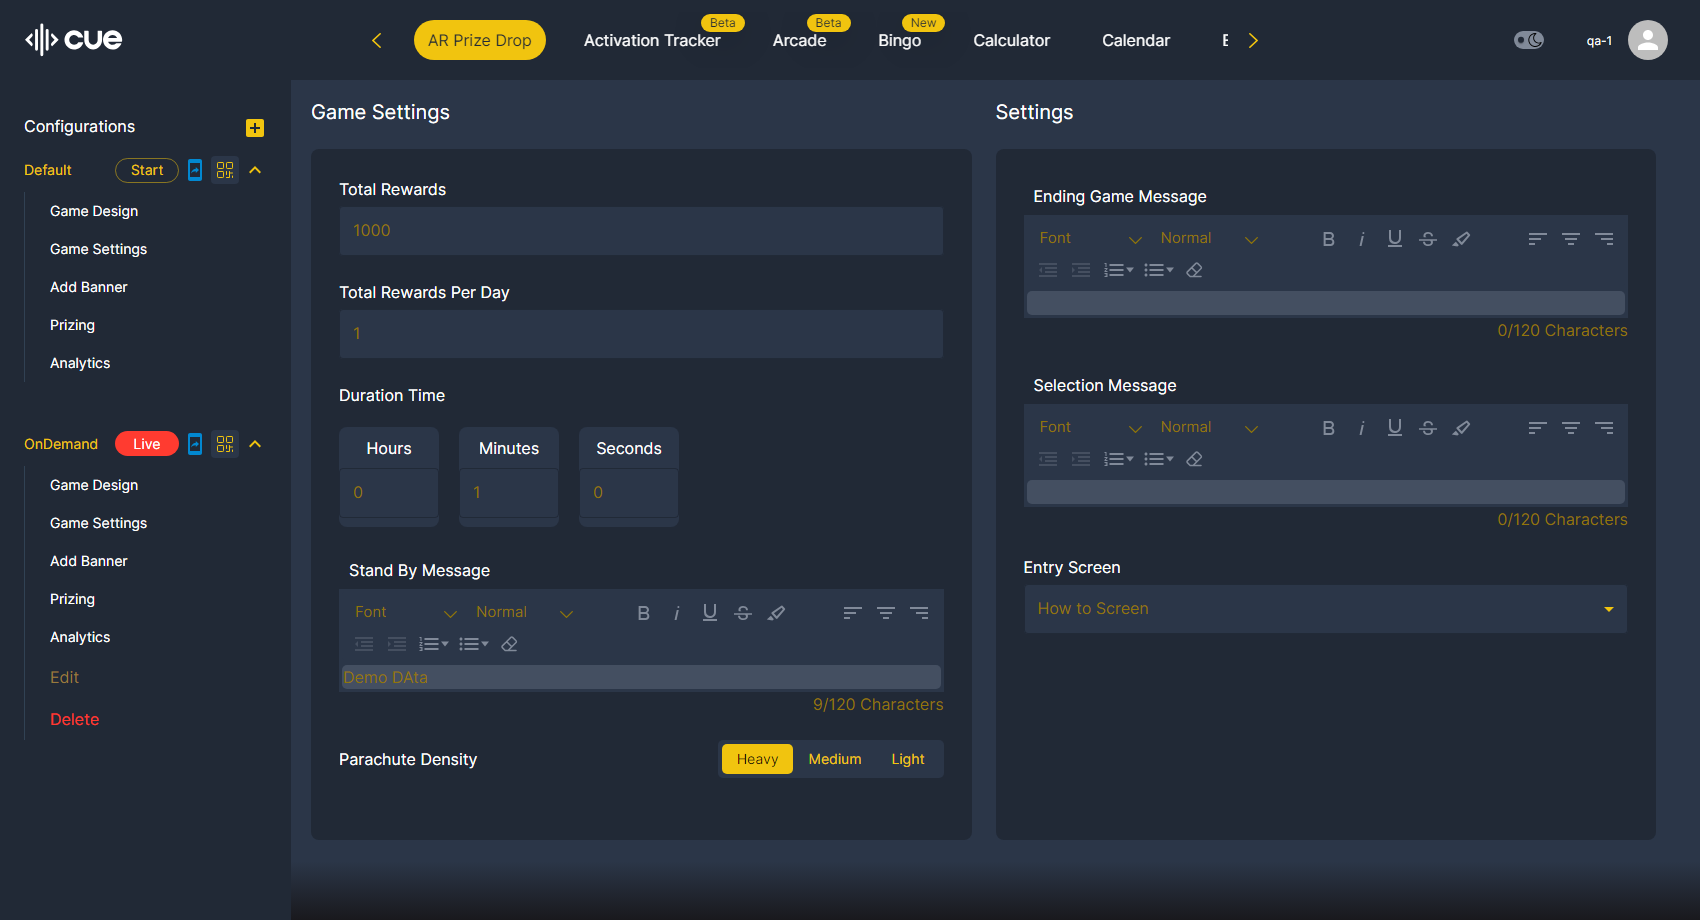 cue
AR Prize Drop
Activation Tracker
Beta
Arcade
Beta
Bingo
New
Calculator
Calendar
qa-1
Configurations
Default
Start
Game Design
Game Settings
Add Banner
Prizing
Analytics
OnDemand
Live
Game Design
Game Settings
Add Banner
Prizing
Analytics
Edit
Delete
Game Settings
Total Rewards
1000
Total Rewards Per Day
1
Duration Time
Hours Minutes Seconds
0 1 0
Stand By Message
Font Normal
Demo DAta
9/120 Characters
Parachute Density
Heavy Medium Light
Settings
Ending Game Message
Font Normal
0/120 Characters
Selection Message
Font Normal
0/120 Characters
Entry Screen
How to Screen